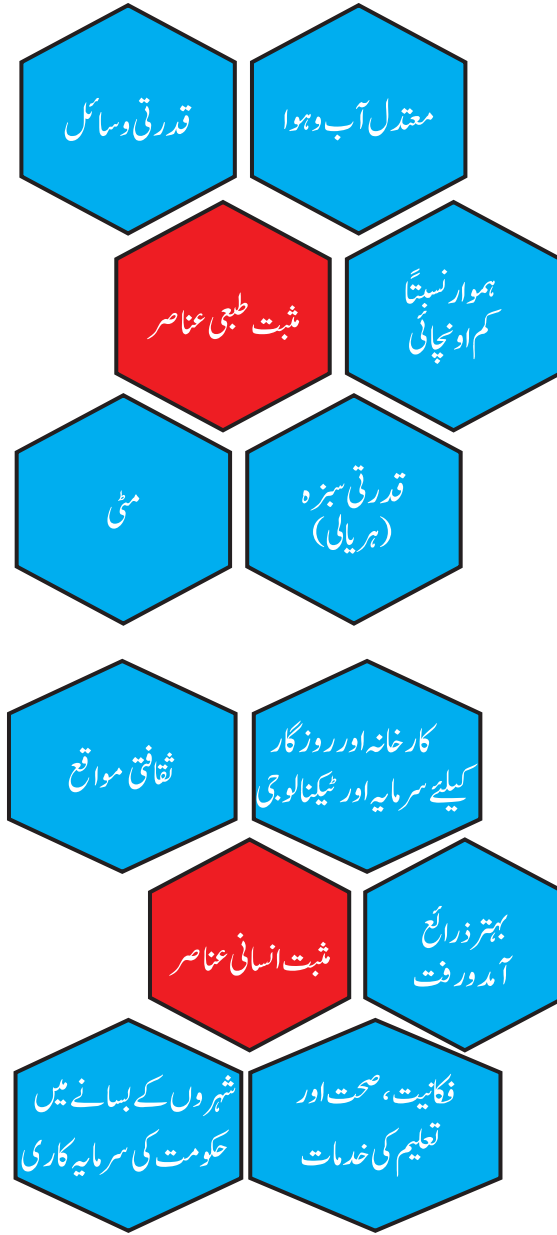 معتدل آب وہوا
قدرتی وسائل
ہموار نسبتاً
کم اونچائی
مثبت طبعی عناصر
قدرتی سبزہ
(ہریالی)
مٹی
کارخانہ اور روزگار
کیلئے سرمایہ اور ٹیکنالوجی
ثقافتی مواقع
بہتر ذرائع
آمدورفت
مثبت انسانی عناصر
فکانیت، صحت اور
تعلیم کی خدمات
شہروں کے بسانے میں
حکومت کی سرمایہ کاری